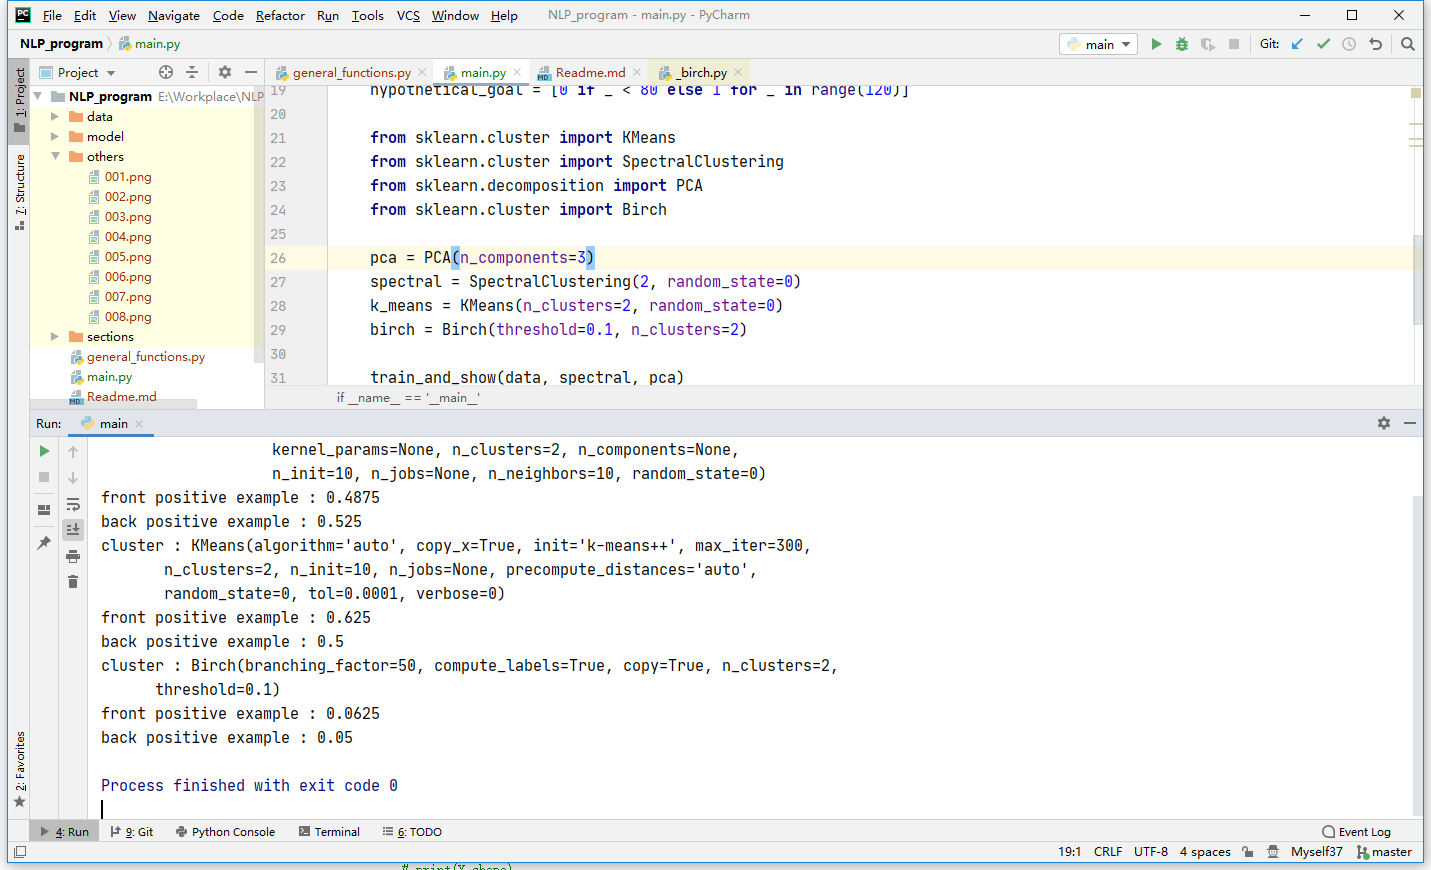 File Edit View Navigate Code Refactor Run Tools VCS Window Help NLP_program - main.py - PyCharm
NLP_program main.py main Git:
1: Project
7: Structure
2: Favorites
Project
NLP_program E:\Workplace\NLP
data
model
others
001.png
002.png
003.png
004.png
005.png
006.png
007.png
008.png
sections
general_functions.py
main.py
Readme.md
general_functions.py main.py Readme.md _birch.py
19 hypothetical_goal = [0 if _ < 80 else 1 for _ in range(120)]
20
21 from sklearn.cluster import KMeans
22 from sklearn.cluster import SpectralClustering
23 from sklearn.decomposition import PCA
24 from sklearn.cluster import Birch
25
26 pca = PCA(n_components=3)
27 spectral = SpectralClustering(2, random_state=0)
28 k_means = KMeans(n_clusters=2, random_state=0)
29 birch = Birch(threshold=0.1, n_clusters=2)
30
31 train_and_show(data, spectral, pca)
if __name__ == '__main__'
Run: main
kernel_params=None, n_clusters=2, n_components=None,
n_init=10, n_jobs=None, n_neighbors=10, random_state=0)
front positive example : 0.4875
back positive example : 0.525
cluster : KMeans(algorithm='auto', copy_x=True, init='k-means++', max_iter=300,
n_clusters=2, n_init=10, n_jobs=None, precompute_distances='auto',
random_state=0, tol=0.0001, verbose=0)
front positive example : 0.625
back positive example : 0.5
cluster : Birch(branching_factor=50, compute_labels=True, copy=True, n_clusters=2,
threshold=0.1)
front positive example : 0.0625
back positive example : 0.05
Process finished with exit code 0
4: Run 9: Git Python Console Terminal 6: TODO Event Log
19:1 CRLF UTF-8 4 spaces Myself37 master
# print(X.shape)